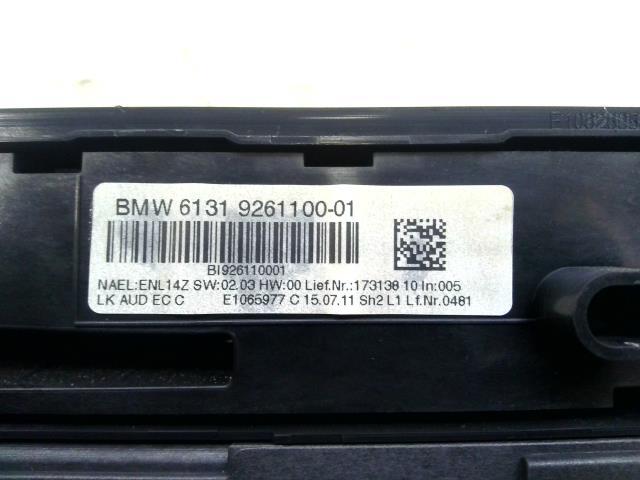 BMW 6131 9261100-01
BI926110001
NAEL:ENL14Z SW:02.03 HW:00 Lief.Nr.:173138 10 In:005
LK AUD EC C E1065977 C 15.07.11 Sh2 L1 Lf.Nr.0481